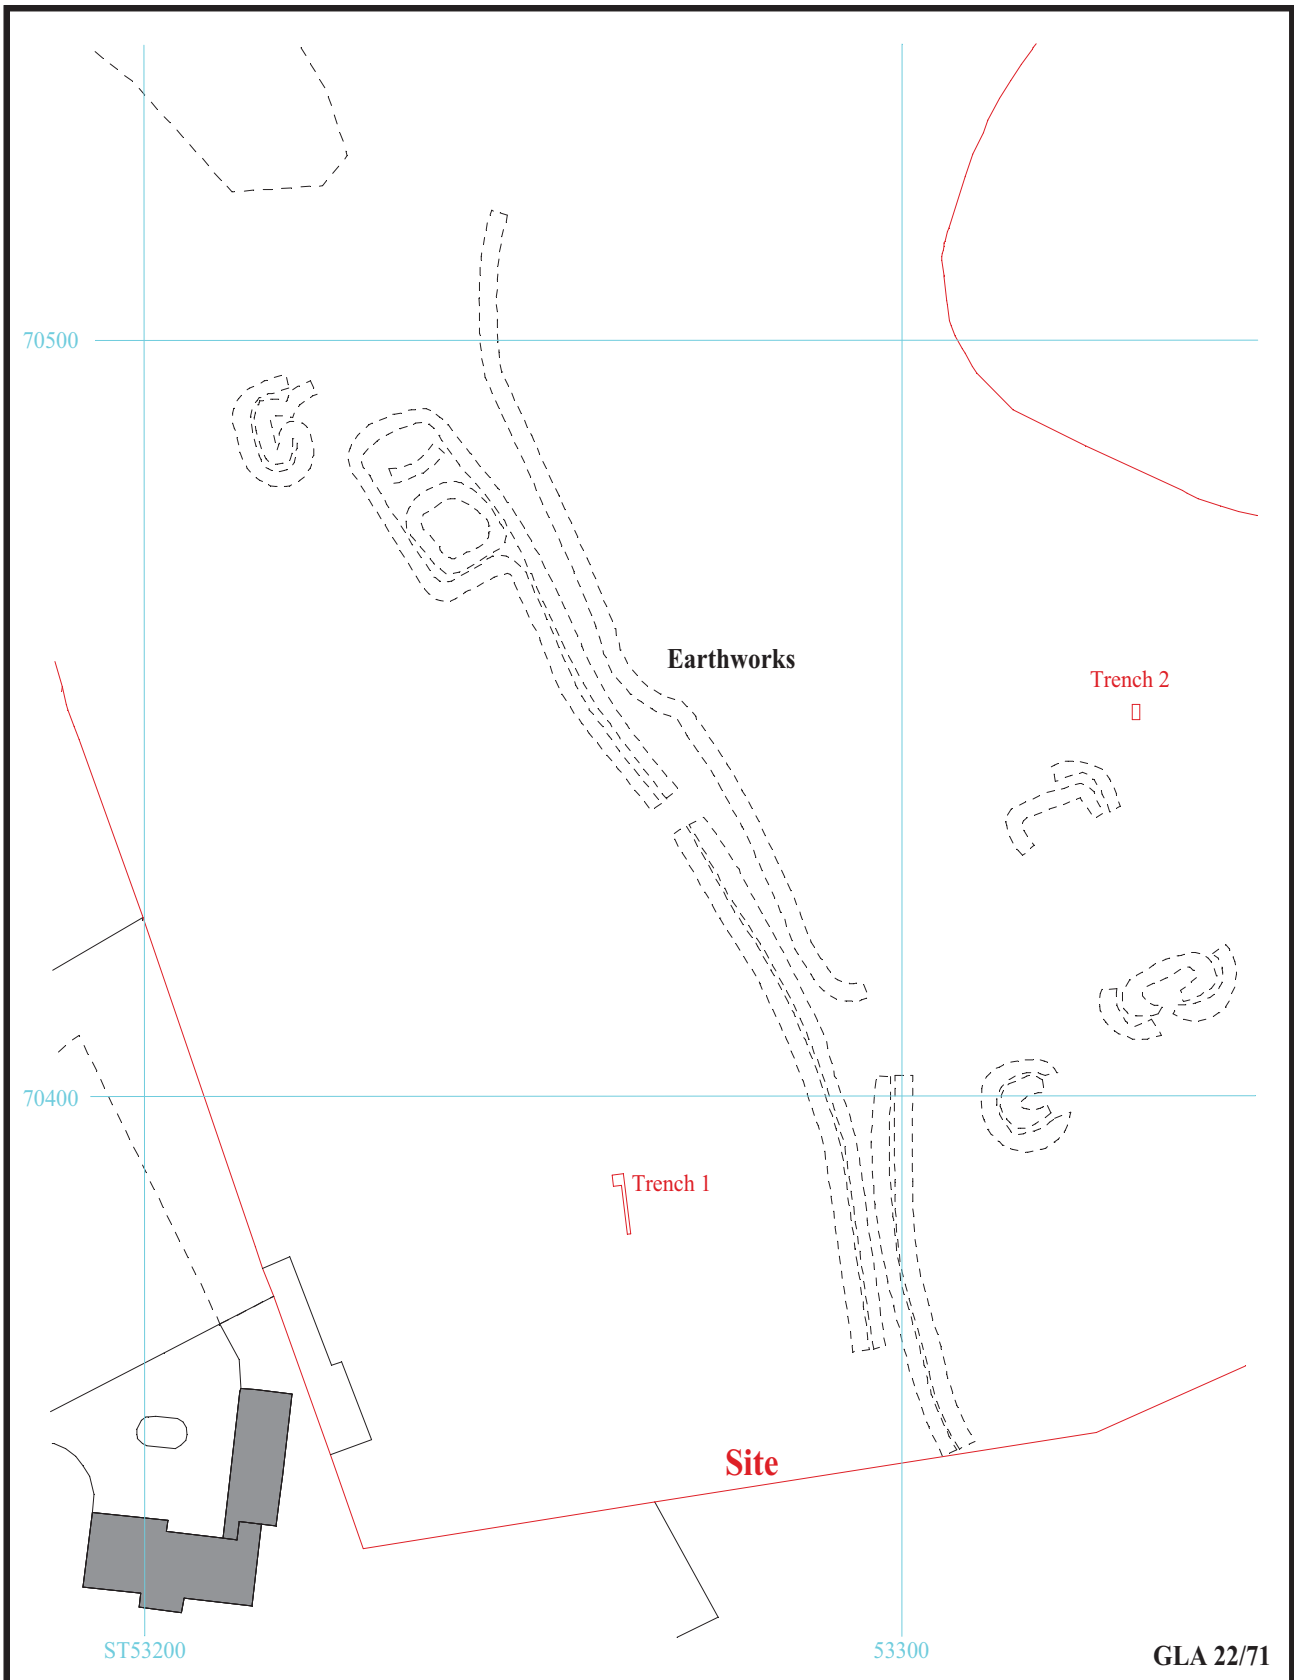 70500
Earthworks
Trench 2
70400
Trench 1
Site
ST53200
53300
GLA 22/71